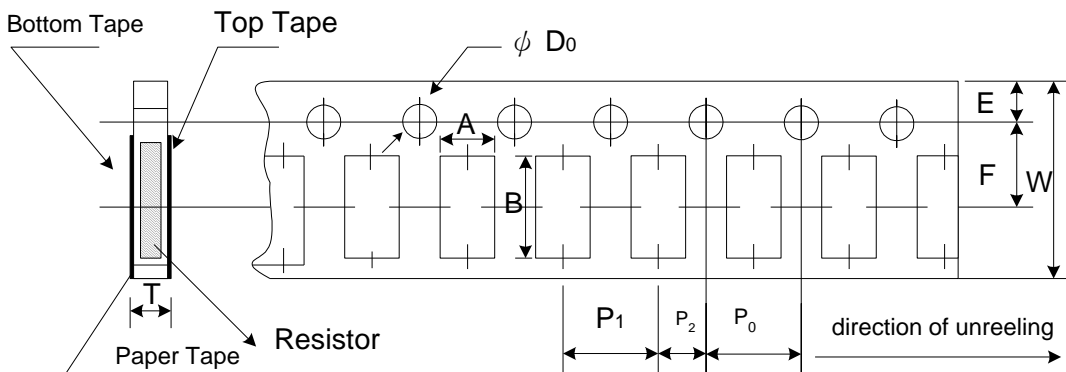 Bottom Tape
Top Tape
ϕ D0
E
A
F
W
B
T
P1
P2
P0
direction of unreeling
Resistor
Paper Tape